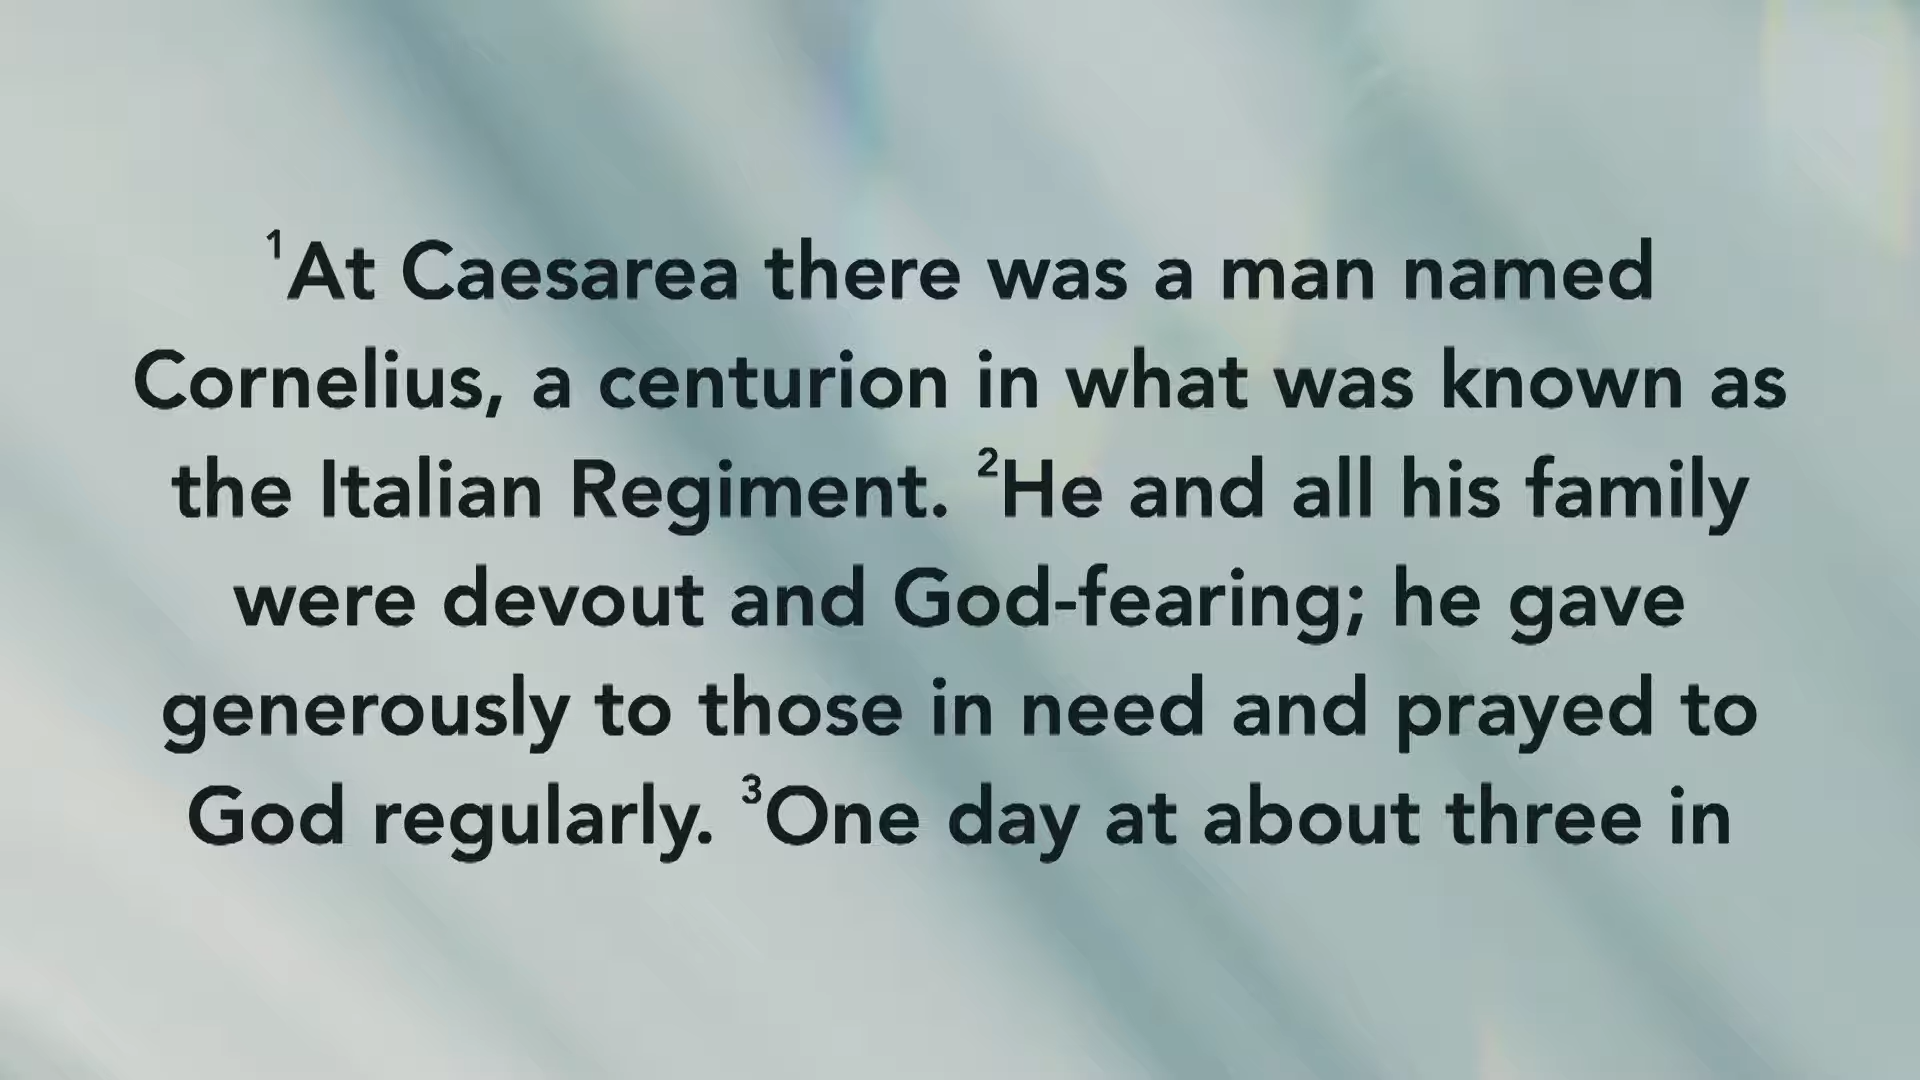 ¹At Caesarea there was a man named
Cornelius, a centurion in what was known as
the Italian Regiment. ²He and all his family
were devout and God-fearing; he gave
generously to those in need and prayed to
God regularly. ³One day at about three in